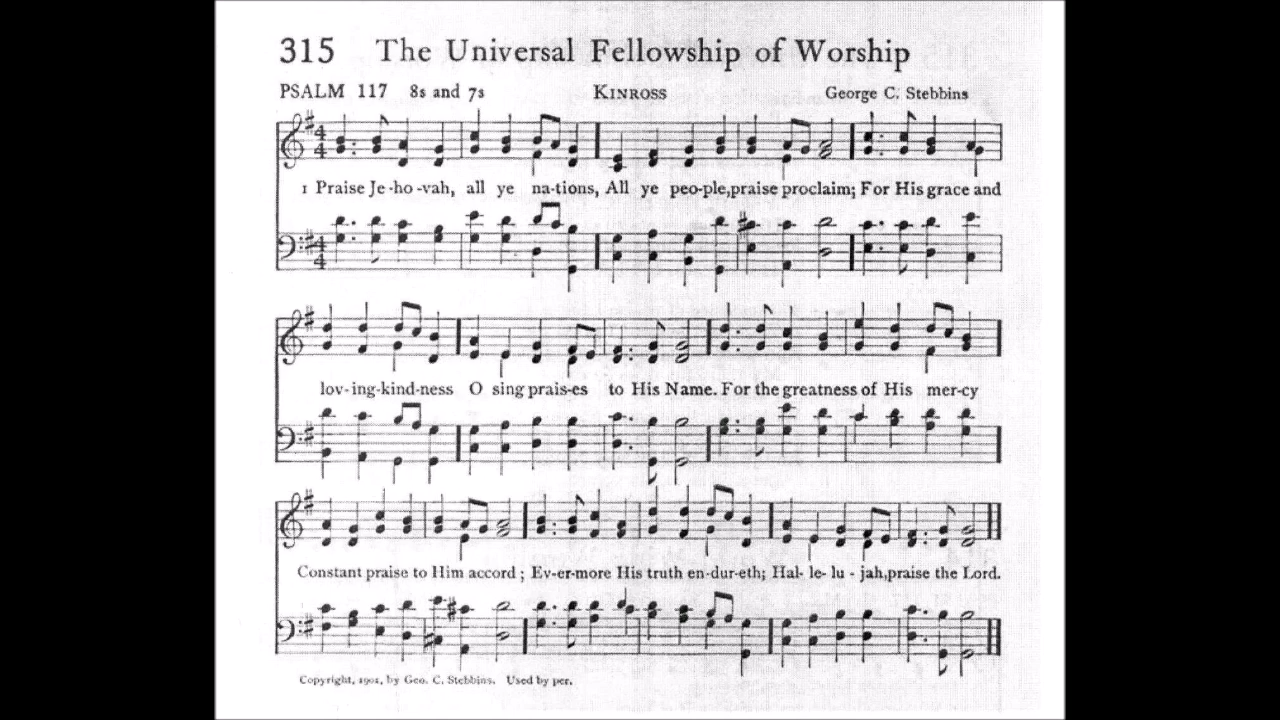 315 The Universal Fellowship of Worship
PSALM 117 8s and 7s KINROSS George C. Stebbins
1 Praise Je-ho-vah, all ye na-tions, All ye peo-ple, praise proclaim; For His grace and
lov-ing-kind-ness O sing prais-es to His Name. For the greatness of His mer-cy
Constant praise to Him accord; Ev-er-more His truth en-dur-eth; Hal-le-lu-jah, praise the Lord.
Copyright, 1901, by Geo. C. Stebbins. Used by per.